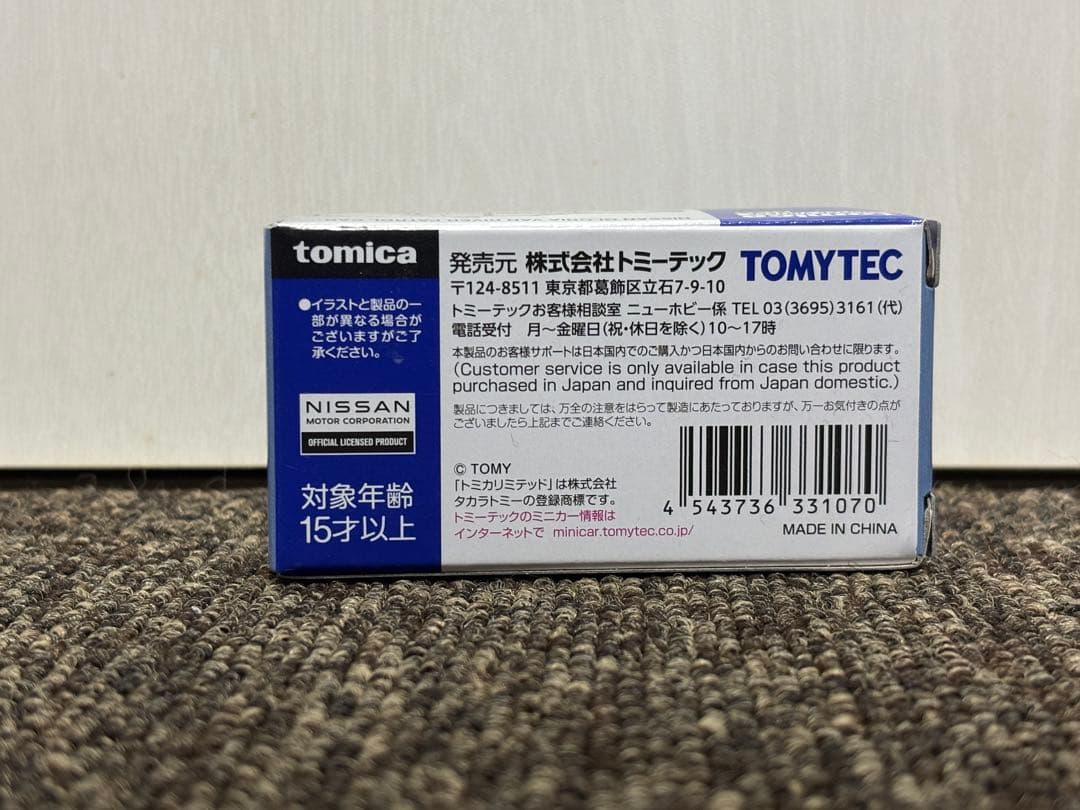 tomica
●イラストと製品の一
部が異なる場合が
ございますがご了
承ください。
NISSAN
MOTOR CORPORATION
OFFICIAL LICENSED PRODUCT
対象年齢
15才以上
発売元 株式会社トミーテック TOMYTEC
〒124-8511 東京都葛飾区立石7-9-10
トミーテックお客様相談室 ニューホビー係 TEL 03(3695)3161(代)
電話受付 月～金曜日(祝・休日を除く)10～17時
本製品のお客様サポートは日本国内でのご購入かつ日本国内からのお問い合わせに限ります。
(Customer service is only available in case this product
purchased in Japan and inquired from Japan domestic.)
製品につきましては、万全の注意をはらって製造にあたっておりますが、万一お気付きの点が
ございましたら上記までご連絡ください。
© TOMY
「トミカリミテッド」は株式会社
タカラトミーの登録商標です。
トミーテックのミニカー情報は
インターネットで minicar.tomytec.co.jp/
4 543736 331070
MADE IN CHINA